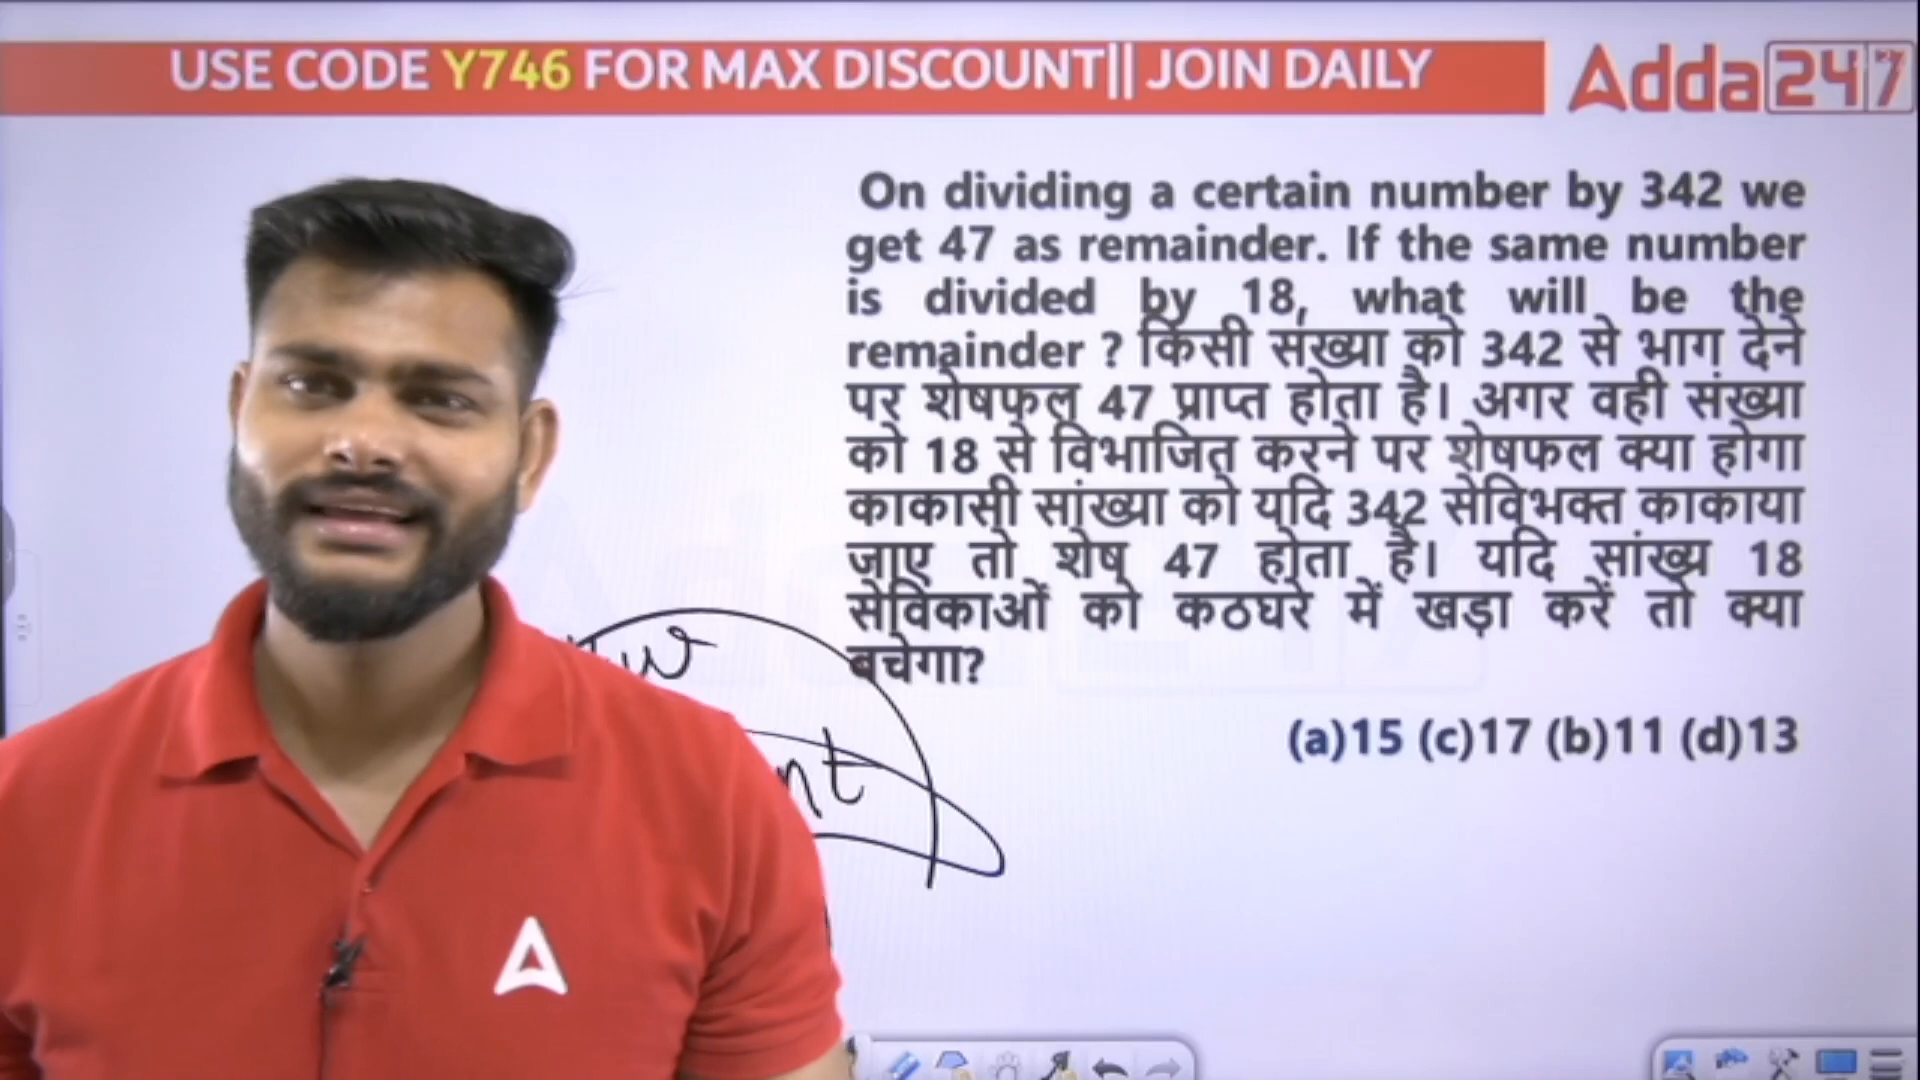 USE CODE Y746 FOR MAX DISCOUNT|| JOIN DAILY
Adda247
On dividing a certain number by 342 we
get 47 as remainder. If the same number
is divided by 18, what will be the
remainder ? किसी संख्या को 342 से भाग देने
पर शेषफल 47 प्राप्त होता है। अगर वही संख्या
को 18 से विभाजित करने पर शेषफल क्या होगा
काकासी सांख्या को यदि 342 सेविभक्त काकाया
जाए तो शेष 47 होता है। यदि सांख्य 18
सेविकाओं को कठघरे में खड़ा करें तो क्या
बचेगा?
(a)15 (c)17 (b)11 (d)13